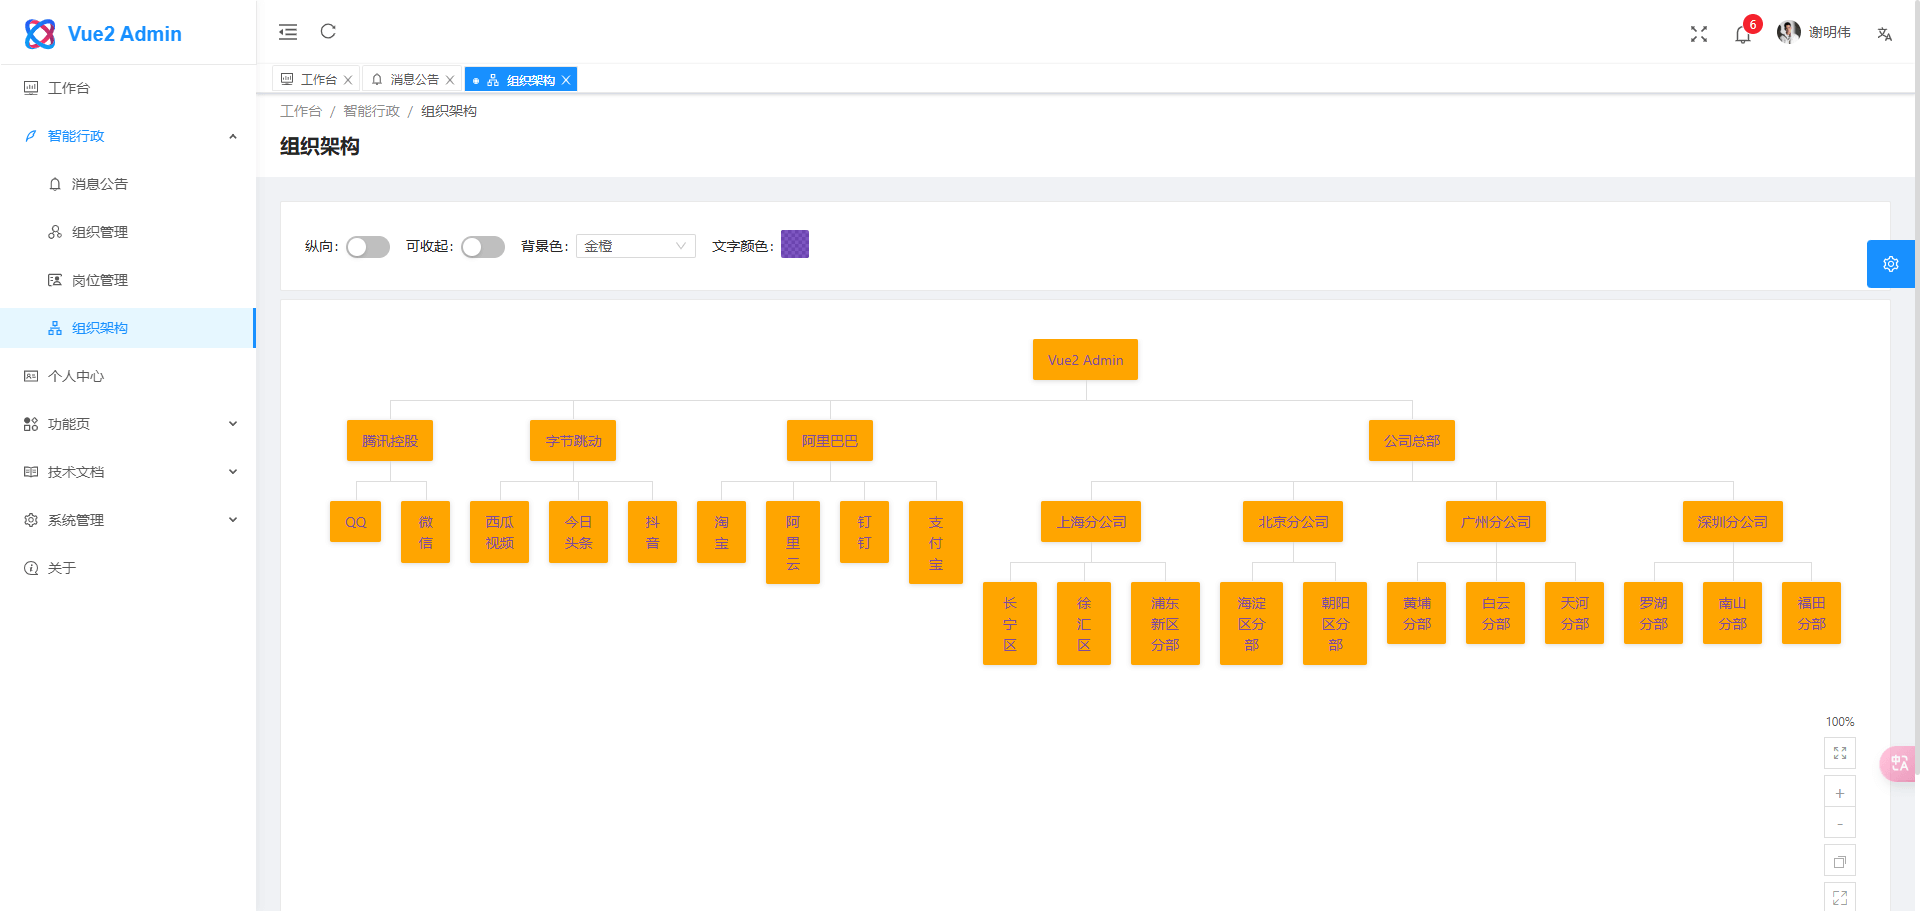 Vue2 Admin
6
谢明伟
工作台
智能行政
消息公告
组织管理
岗位管理
组织架构
个人中心
功能页
技术文档
系统管理
关于
工作台 消息公告 组织架构
工作台 / 智能行政 / 组织架构
组织架构
纵向: 可收起: 背景色: 金橙 文字颜色:
Vue2 Admin
腾讯控股 字节跳动 阿里巴巴 公司总部
QQ
微
信
西瓜
视频
今日
头条
抖
音
淘
宝
阿
里
云
钉
钉
支
付
宝
上海分公司 北京分公司 广州分公司 深圳分公司
长
宁
区
徐
汇
区
浦东
新区
分部
海淀
区分
部
朝阳
区分
部
黄埔
分部
白云
分部
天河
分部
罗湖
分部
南山
分部
福田
分部
100%
+
-